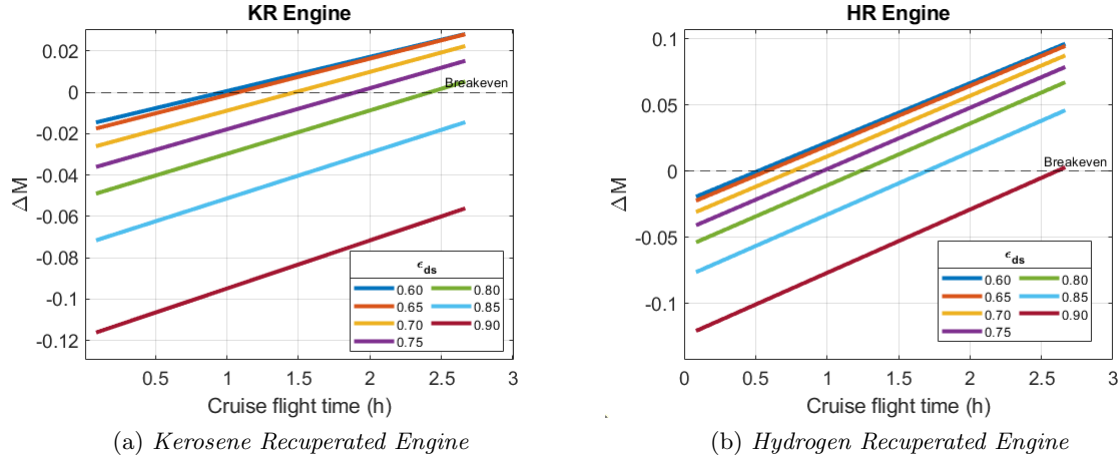 KR Engine
0.02
0
-0.02
-0.04
-0.06
-0.08
-0.1
-0.12
ΔM
Breakeven
ϵds
0.60 0.80
0.65 0.85
0.70 0.90
0.75
0.5 1 1.5 2 2.5 3
Cruise flight time (h)
(a) Kerosene Recuperated Engine
HR Engine
0.1
0.05
0
-0.05
-0.1
ΔM
Breakeven
ϵds
0.60 0.80
0.65 0.85
0.70 0.90
0.75
0 0.5 1 1.5 2 2.5 3
Cruise flight time (h)
(b) Hydrogen Recuperated Engine